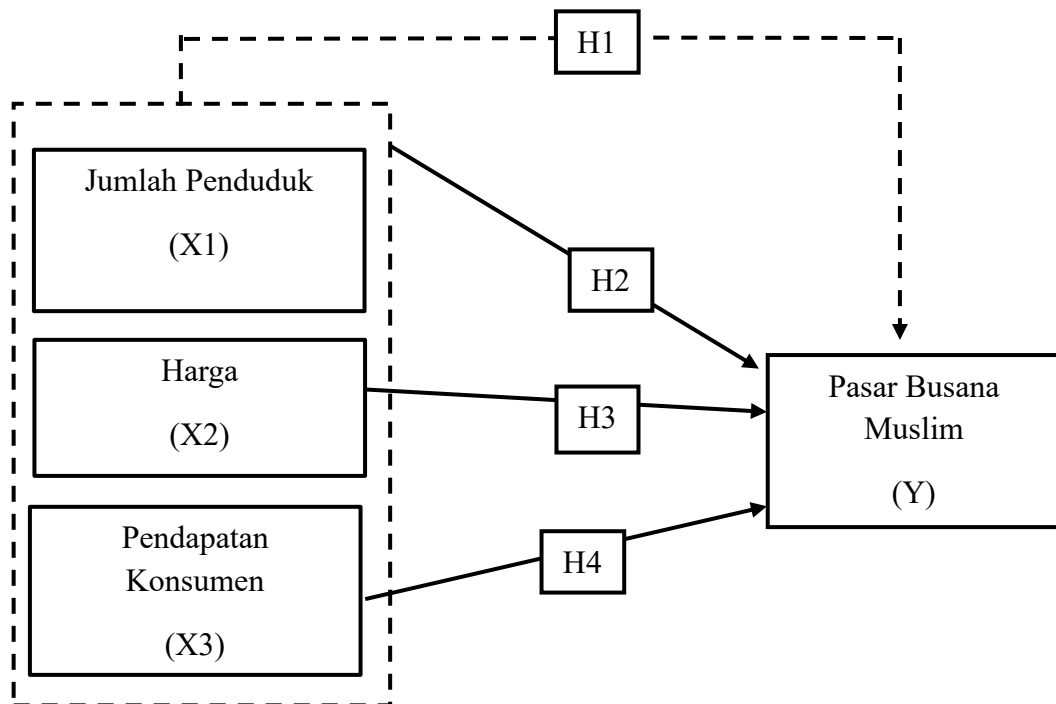 H1
Jumlah Penduduk
(X1)
H2
Harga
(X2)
H3
Pasar Busana
Muslim
(Y)
Pendapatan
Konsumen
(X3)
H4